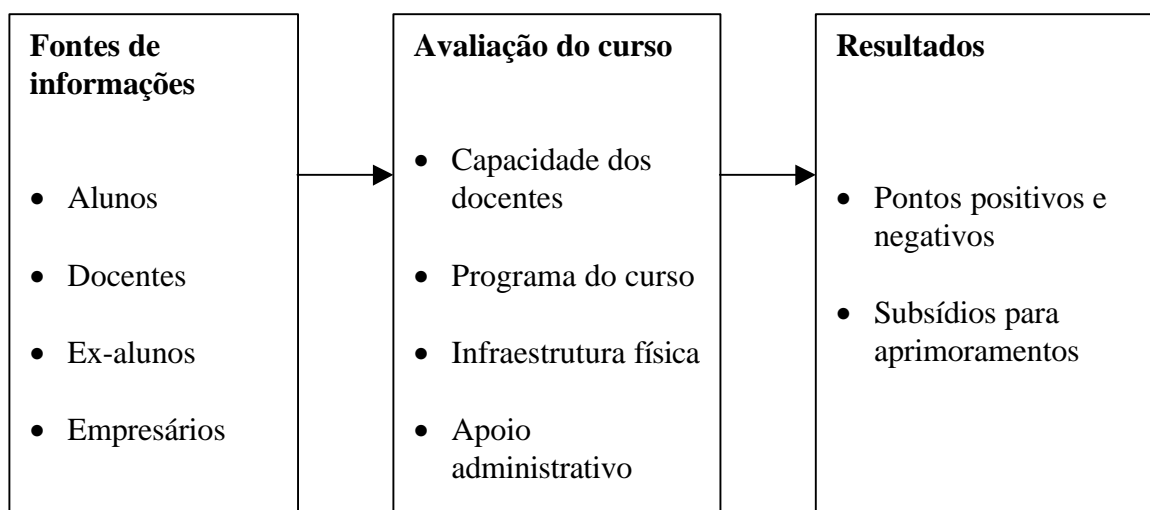 Fontes de
informações
• Alunos
• Docentes
• Ex-alunos
• Empresários
Avaliação do curso
• Capacidade dos
docentes
• Programa do curso
• Infraestrutura física
• Apoio
administrativo
Resultados
• Pontos positivos e
negativos
• Subsídios para
aprimoramentos